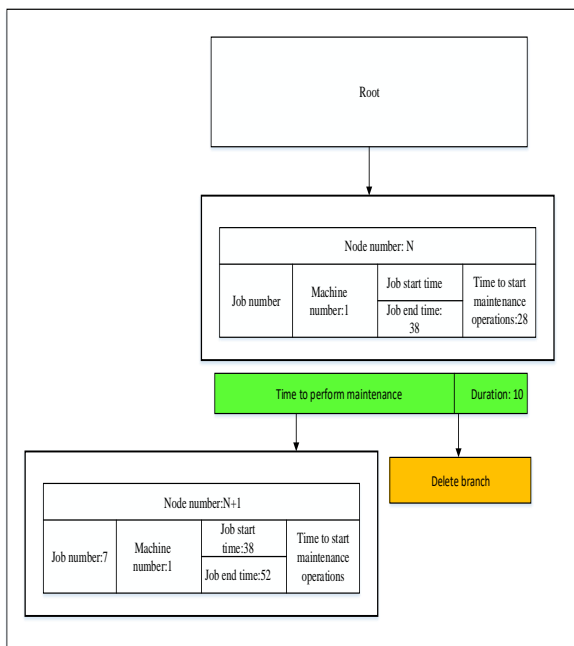 Root
Node number: N
Job number
Machine
number:1
Job start time
Job end time:
38
Time to start
maintenance
operations:28
Time to perform maintenance
Duration: 10
Delete branch
Node number:N+1
Job number:7
Machine
number:1
Job start
time:38
Job end time:52
Time to start
maintenance
operations